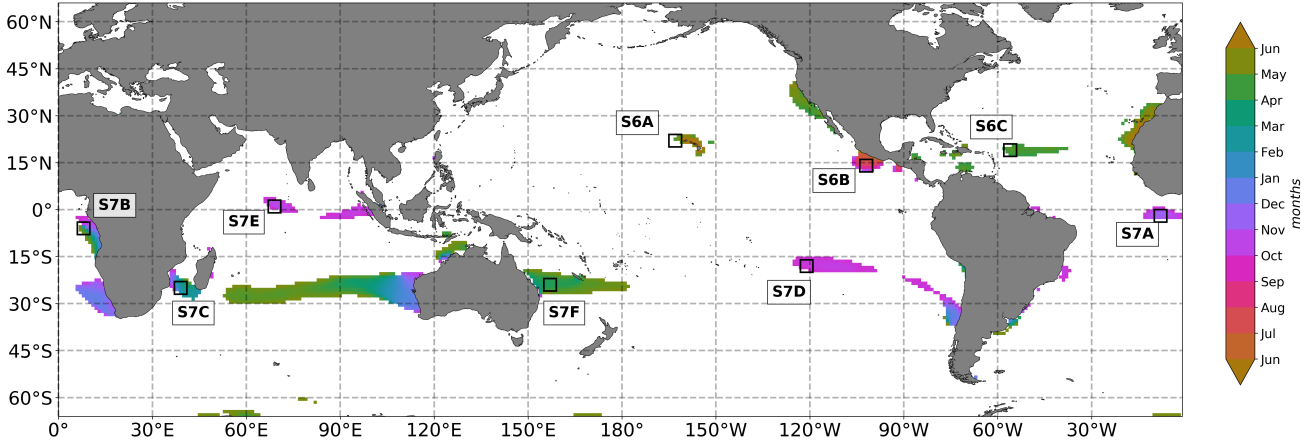 60°N
45°N
30°N
15°N
0°
15°S
30°S
45°S
60°S
S6A
S6C
S6B
S7B
S7E
S7A
S7D
S7C
S7F
0°
30°E
60°E
90°E
120°E
150°E
180°
150°W
120°W
90°W
60°W
30°W
Jun
May
Apr
Mar
Feb
Jan
Dec
Nov
Oct
Sep
Aug
Jul
Jun
months